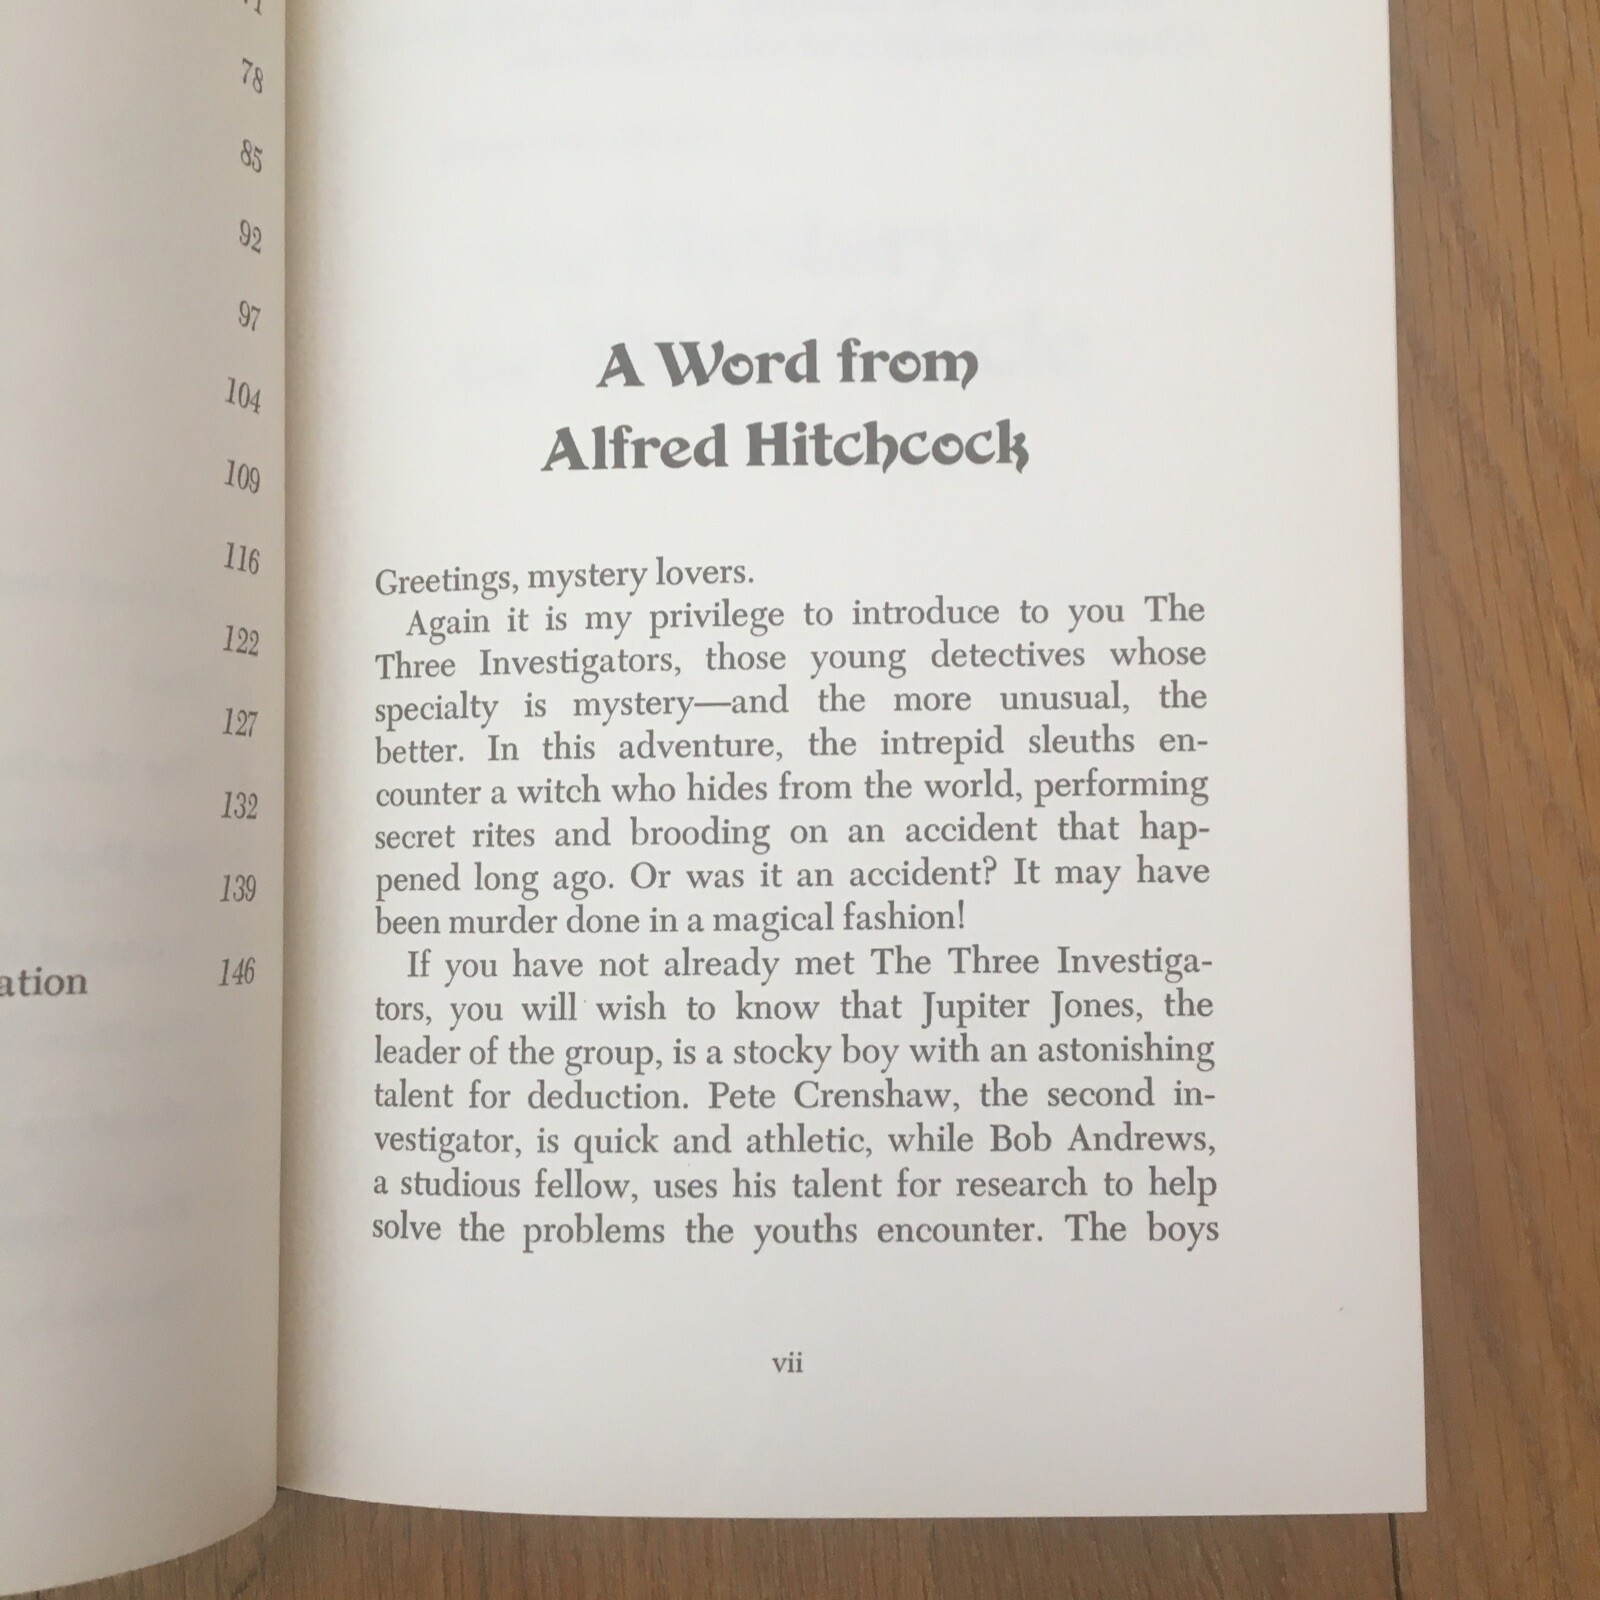 78
85
92
97
104
109
116
122
127
132
139
146
A Word from
Alfred Hitchcock
Greetings, mystery lovers.
Again it is my privilege to introduce to you The
Three Investigators, those young detectives whose
specialty is mystery—and the more unusual, the
better. In this adventure, the intrepid sleuths en-
counter a witch who hides from the world, performing
secret rites and brooding on an accident that hap-
pened long ago. Or was it an accident? It may have
been murder done in a magical fashion!
If you have not already met The Three Investiga-
tors, you will wish to know that Jupiter Jones, the
leader of the group, is a stocky boy with an astonishing
talent for deduction. Pete Crenshaw, the second in-
vestigator, is quick and athletic, while Bob Andrews,
a studious fellow, uses his talent for research to help
solve the problems the youths encounter. The boys
vii